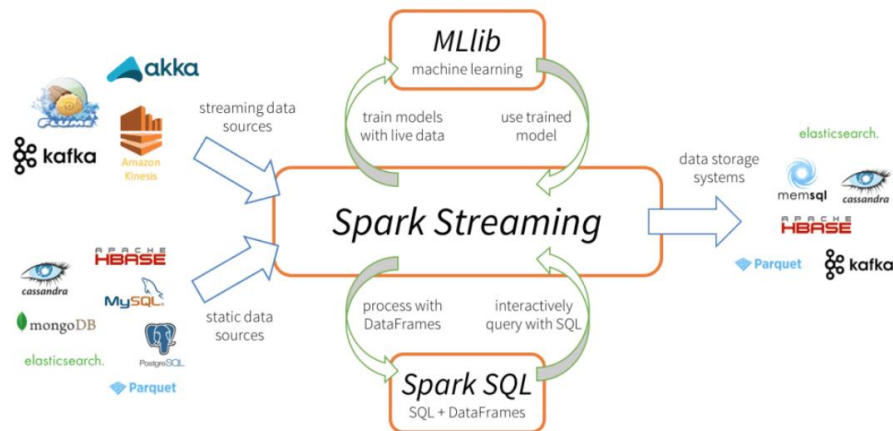 MLlib
machine learning
akka
FLUME
kafka
Amazon
Kinesis
streaming data
sources
train models
with live data
use trained
model
Spark Streaming
data storage
systems
elasticsearch.
memsql
cassandra
APACHE
HBASE
Parquet
kafka
APACHE
HBASE
cassandra
MySQL®
mongoDB
PostgreSQL
elasticsearch.
Parquet
static data
sources
process with
DataFrames
interactively
query with SQL
Spark SQL
SQL + DataFrames